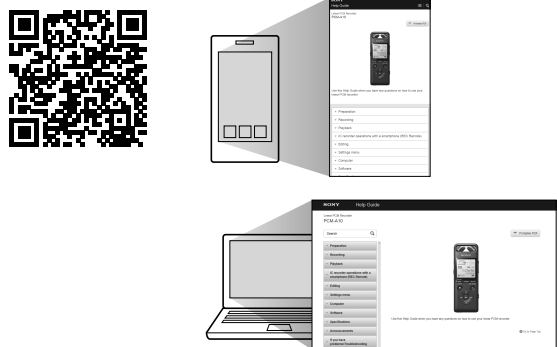 SONY
Help Guide
Linear PCM Recorder
PCM-A10
Printable PDF
Use this Help Guide when you have any questions on how to use your
linear PCM recorder.
Preparation
Recording
Playback
IC recorder operations with a smartphone (REC Remote)
Editing
Settings menu
Computer
Software
SONY Help Guide
Linear PCM Recorder
PCM-A10
Search
Printable PDF
Preparation
Recording
Playback
IC recorder operations with a
smartphone (REC Remote)
Editing
Settings menu
Computer
Software
Specifications
Announcements
If you have
problems/Troubleshooting
Use this Help Guide when you have any questions on how to use your linear PCM recorder.
Go to Page Top